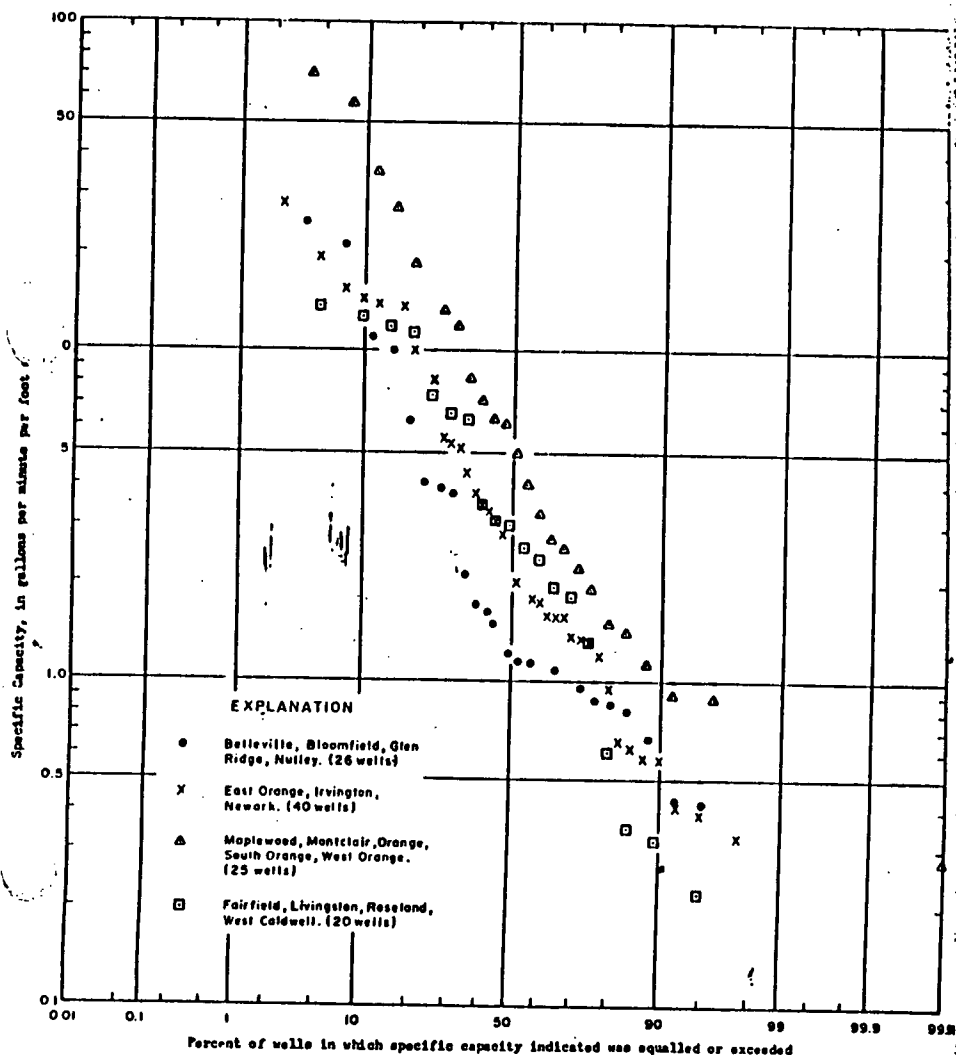 100
50
0
5
1.0
0.5
0.1
Specific Capacity, in gallons per minute per foot
EXPLANATION
Belleville, Bloomfield, Glen
Ridge, Nutley. (26 wells)
East Orange, Irvington,
Newark. (40 wells)
Maplewood, Montclair, Orange,
South Orange, West Orange.
(25 wells)
Fairfield, Livingston, Roseland,
West Caldwell. (20 wells)
0 01 0.1 1 10 50 90 99 99.9 99.9
Percent of wells in which specific capacity indicated was equalled or exceeded